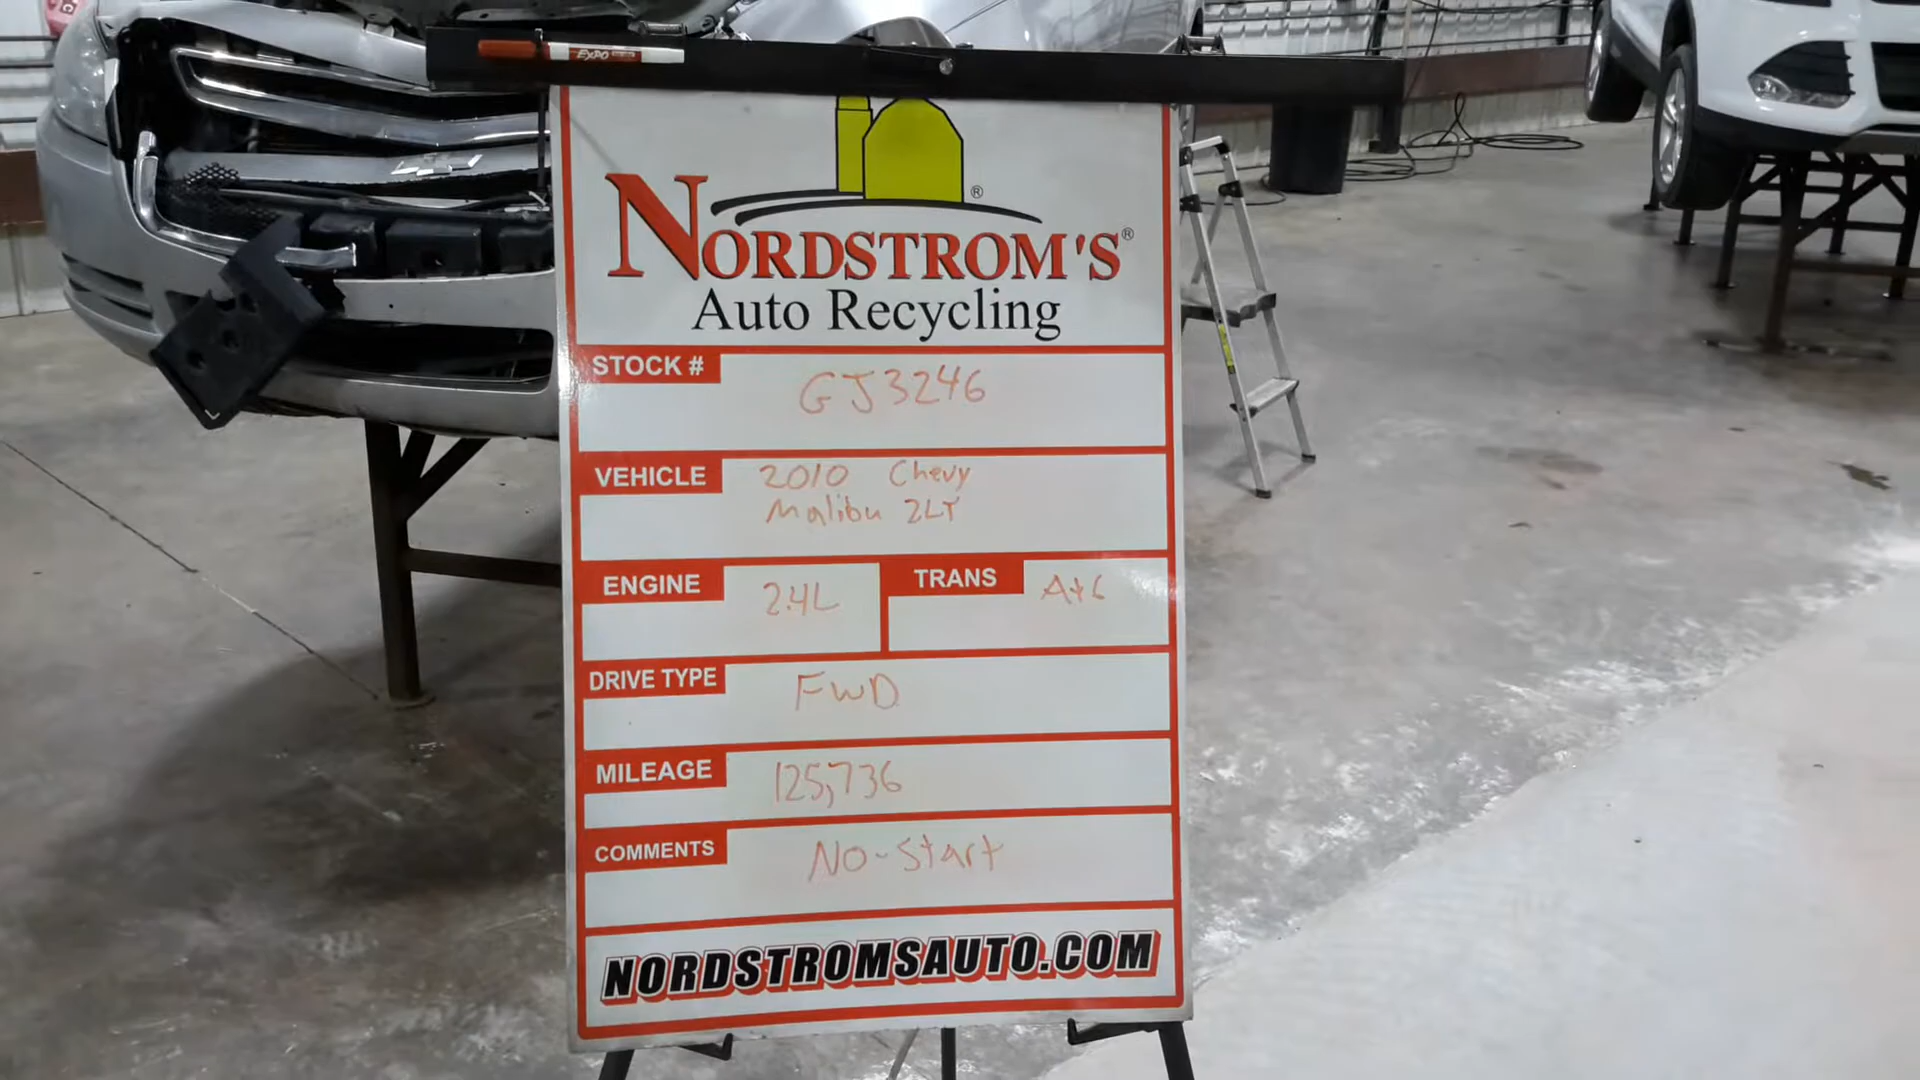 EXPO
NORDSTROM'S®
Auto Recycling
STOCK # GJ3246
VEHICLE 2010 Chevy
Malibu 2LT
ENGINE 2.4L TRANS At6
DRIVE TYPE FWD
MILEAGE 125,736
COMMENTS No-Start
NORDSTROMSAUTO.COM